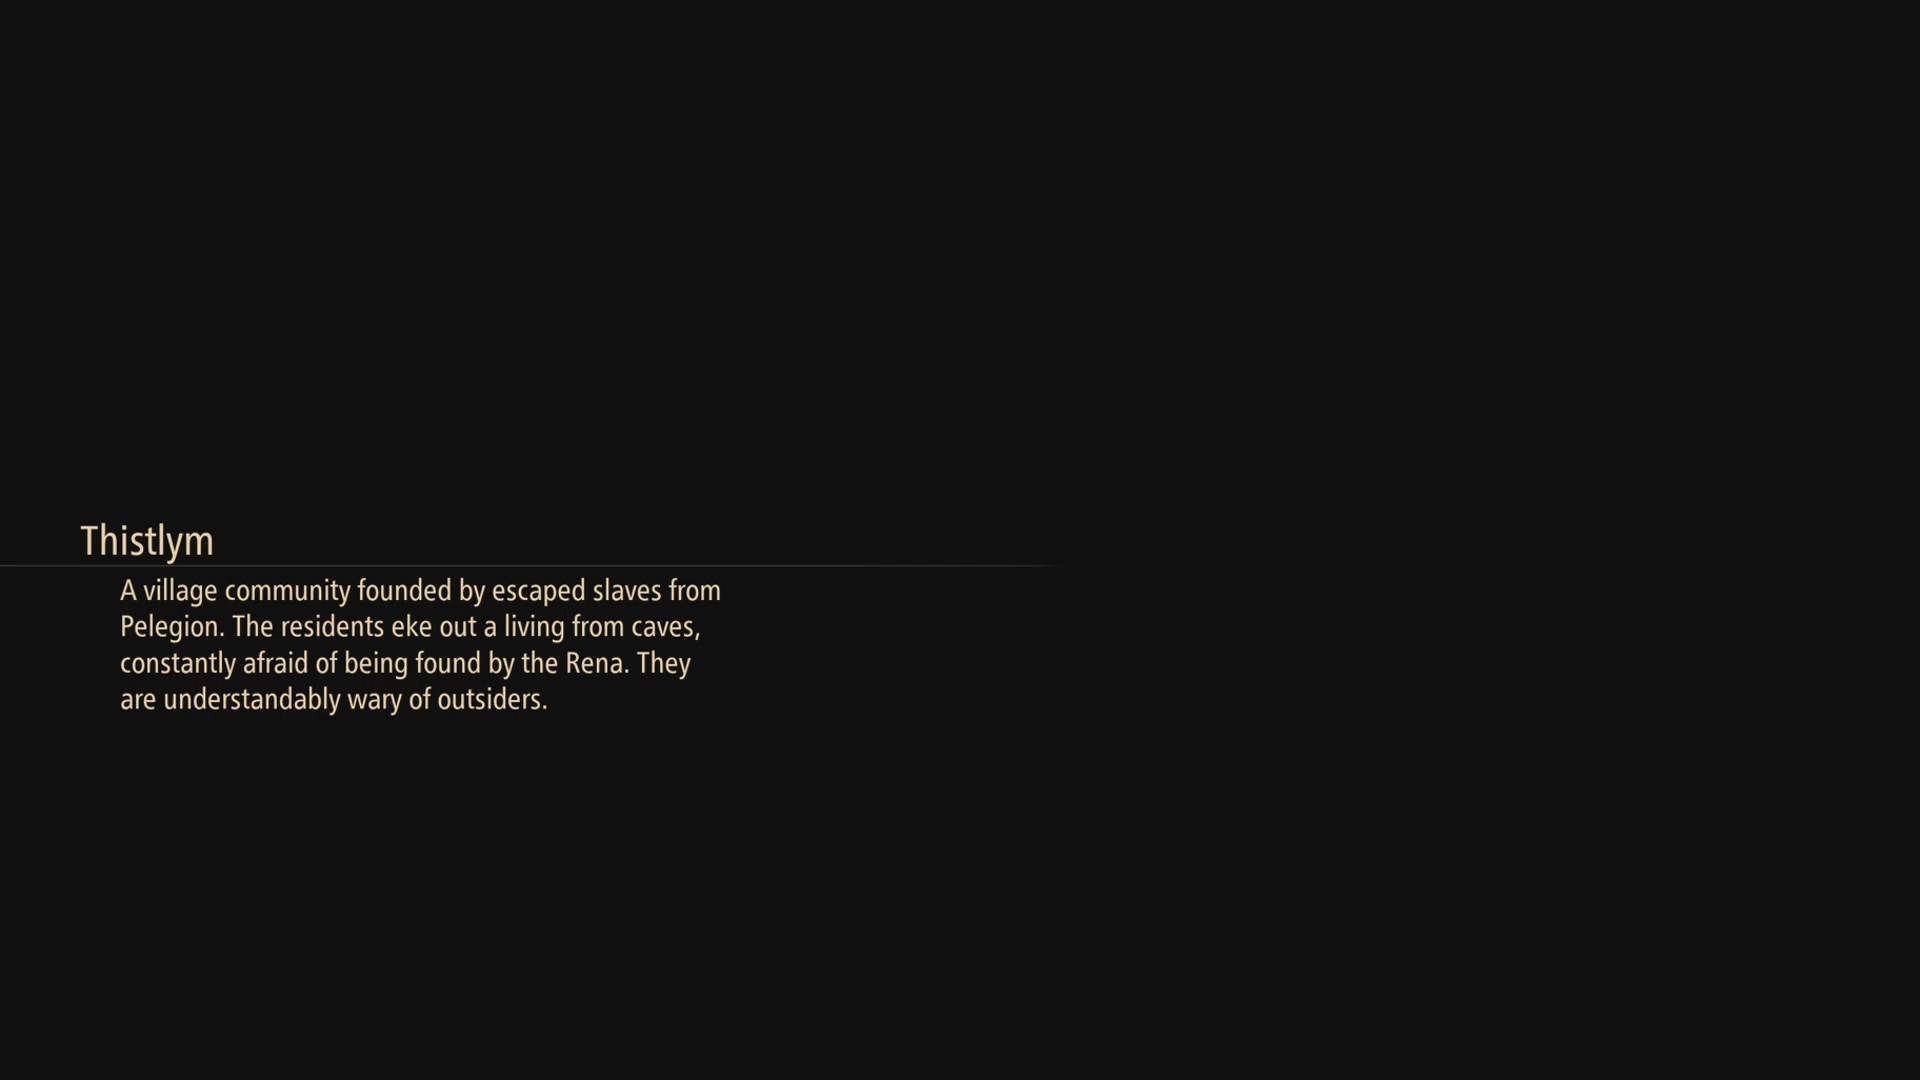 Thistlym
A village community founded by escaped slaves from
Pelegion. The residents eke out a living from caves,
constantly afraid of being found by the Rena. They
are understandably wary of outsiders.